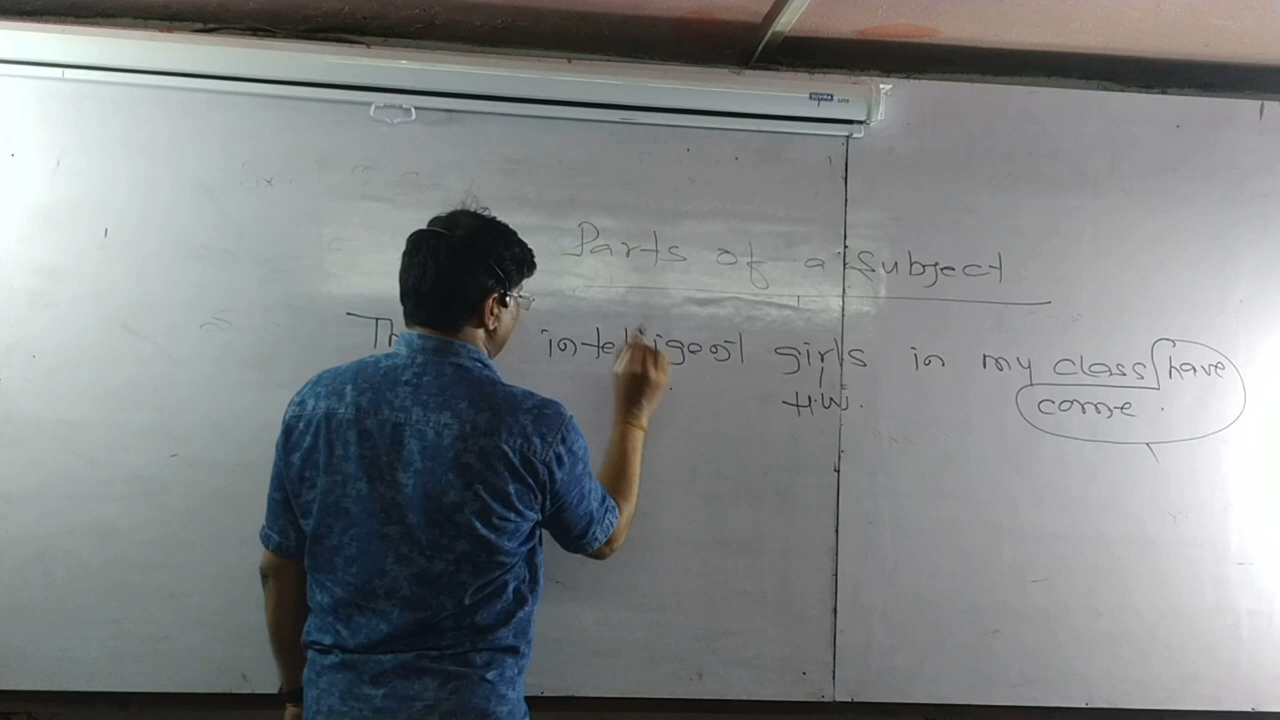 Parts of a Subject
Th intelligent girls in my class have
H.W.
come.